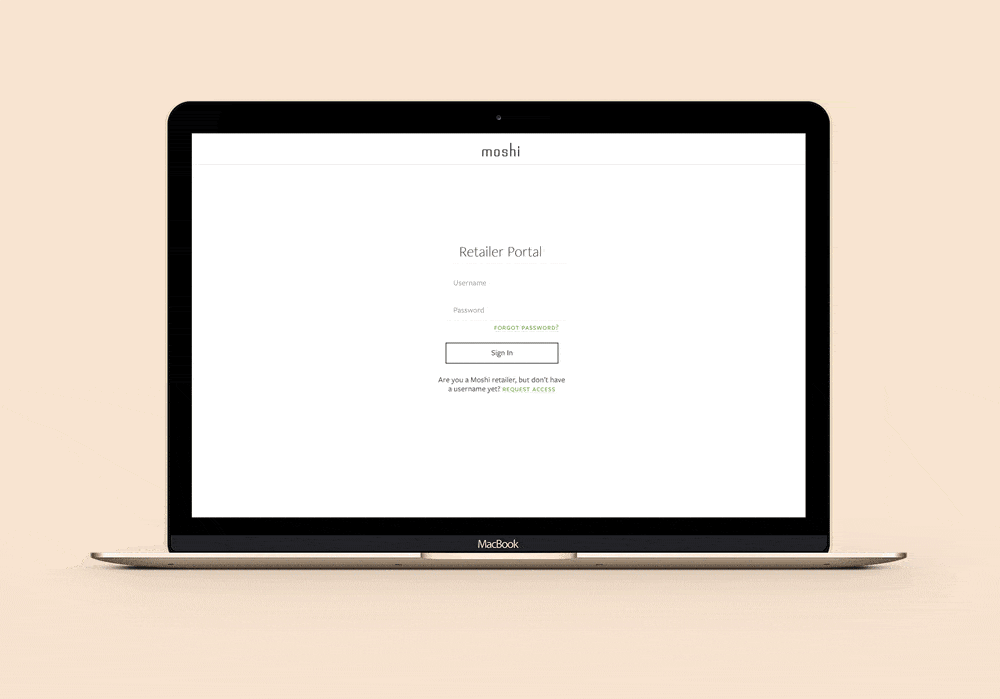 moshi
Retailer Portal
Username
Password
FORGOT PASSWORD?
Sign In
Are you a Moshi retailer, but don't have
a username yet? REQUEST ACCESS
MacBook